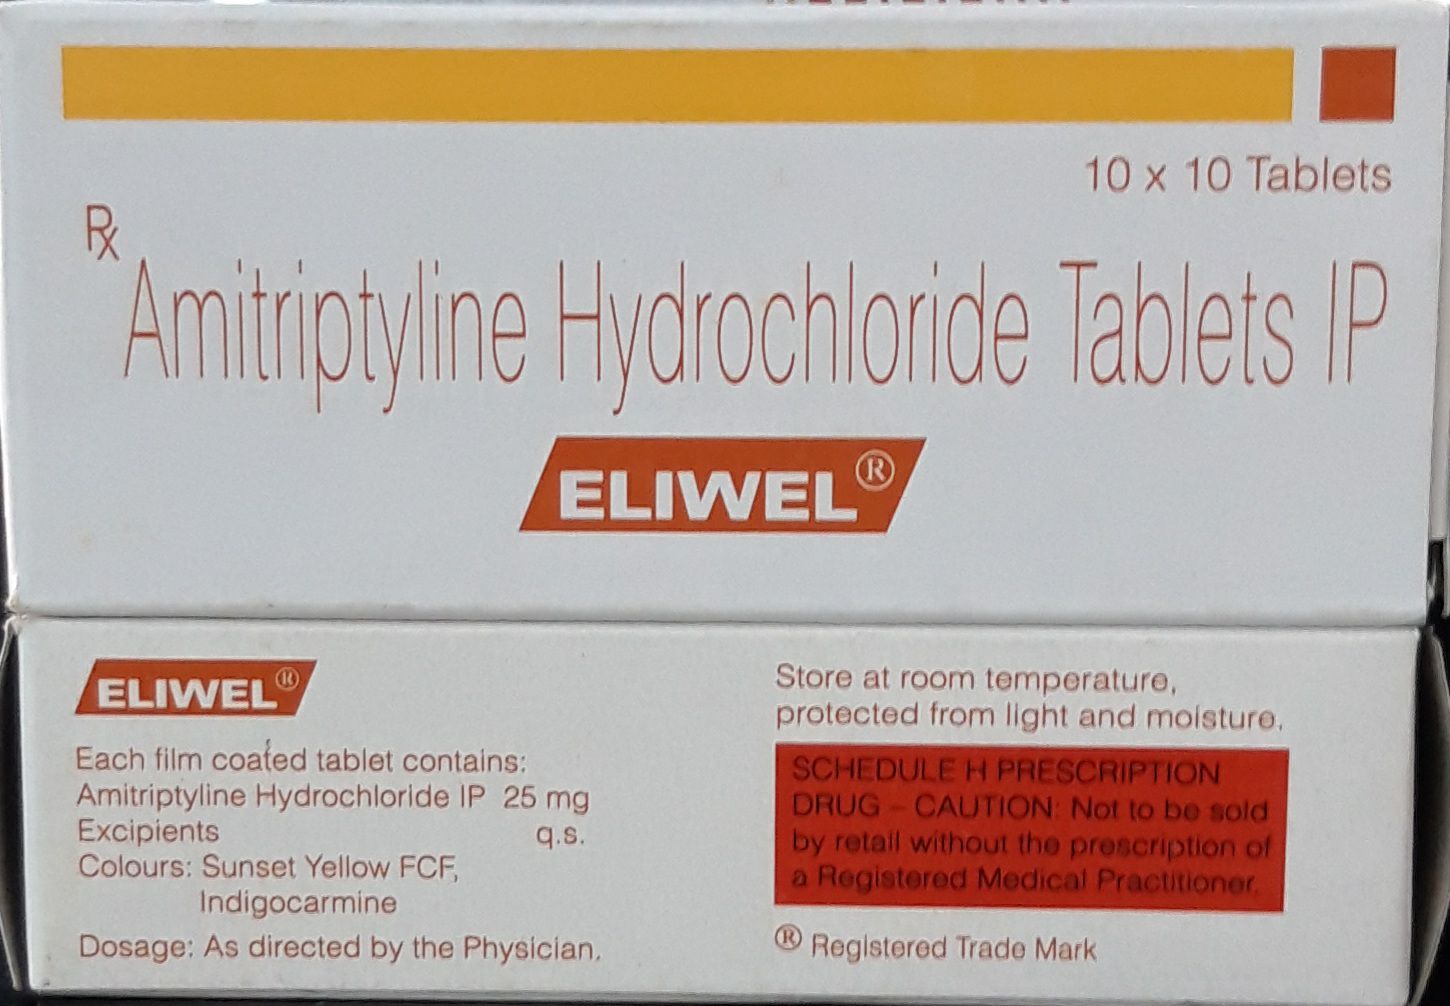 10 x 10 Tablets
Rx
Amitriptyline Hydrochloride Tablets IP
ELIWEL®
ELIWEL®
Each film coated tablet contains:
Amitriptyline Hydrochloride IP 25 mg
Excipients q.s.
Colours: Sunset Yellow FCF,
Indigocarmine
Dosage: As directed by the Physician.
Store at room temperature,
protected from light and moisture.
SCHEDULE H PRESCRIPTION
DRUG – CAUTION: Not to be sold
by retail without the prescription of
a Registered Medical Practitioner.
® Registered Trade Mark